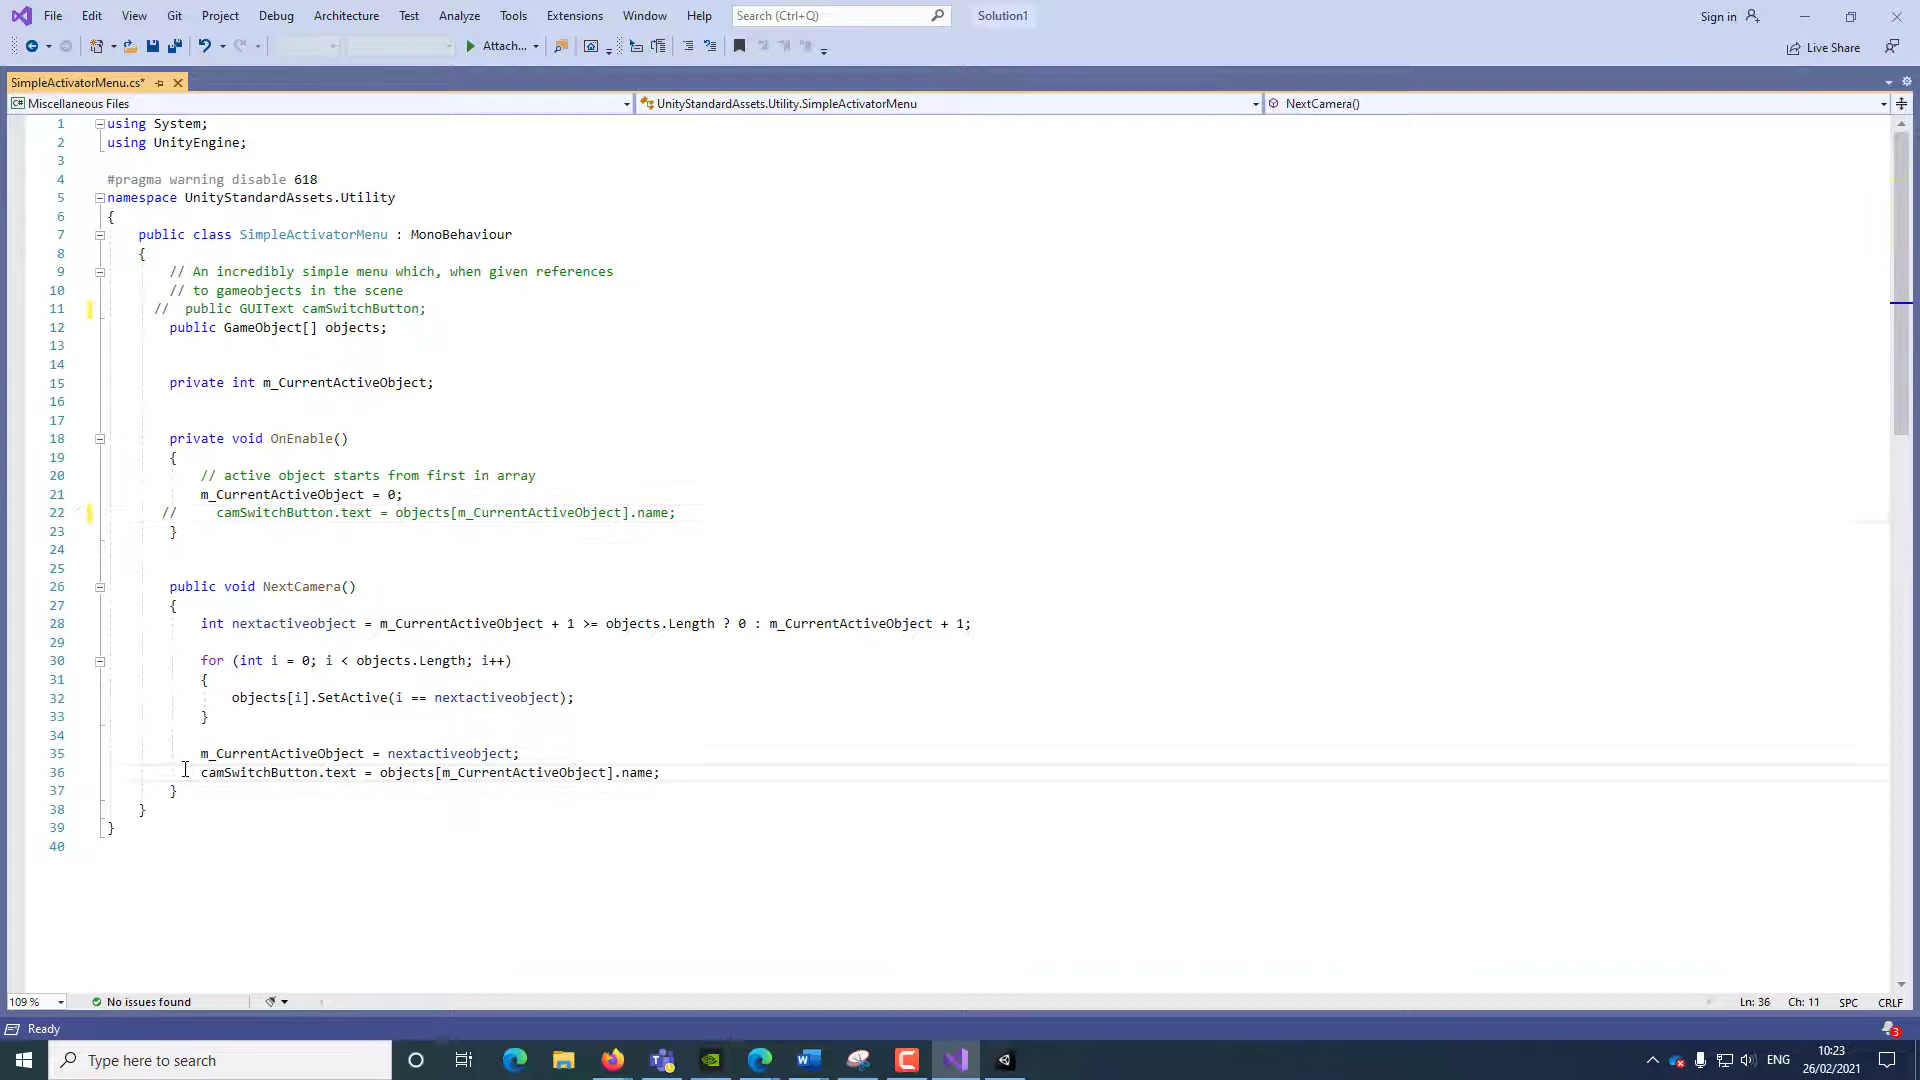 File Edit View Git Project Debug Architecture Test Analyze Tools Extensions Window Help Search (Ctrl+Q) Solution1 Sign in
Attach... Live Share
SimpleActivatorMenu.cs*
C# Miscellaneous Files UnityStandardAssets.Utility.SimpleActivatorMenu NextCamera()
1 using System;
2 using UnityEngine;
3
4 #pragma warning disable 618
5 namespace UnityStandardAssets.Utility
6 {
7 public class SimpleActivatorMenu : MonoBehaviour
8 {
9 // An incredibly simple menu which, when given references
10 // to gameobjects in the scene
11 // public GUIText camSwitchButton;
12 public GameObject[] objects;
13
14
15 private int m_CurrentActiveObject;
16
17
18 private void OnEnable()
19 {
20 // active object starts from first in array
21 m_CurrentActiveObject = 0;
22 // camSwitchButton.text = objects[m_CurrentActiveObject].name;
23 }
24
25
26 public void NextCamera()
27 {
28 int nextactiveobject = m_CurrentActiveObject + 1 >= objects.Length ? 0 : m_CurrentActiveObject + 1;
29
30 for (int i = 0; i < objects.Length; i++)
31 {
32 objects[i].SetActive(i == nextactiveobject);
33 }
34
35 m_CurrentActiveObject = nextactiveobject;
36 camSwitchButton.text = objects[m_CurrentActiveObject].name;
37 }
38 }
39 }
40
109 % No issues found Ln: 36 Ch: 11 SPC CRLF
Ready 3
Type here to search ENG 10:23
26/02/2021